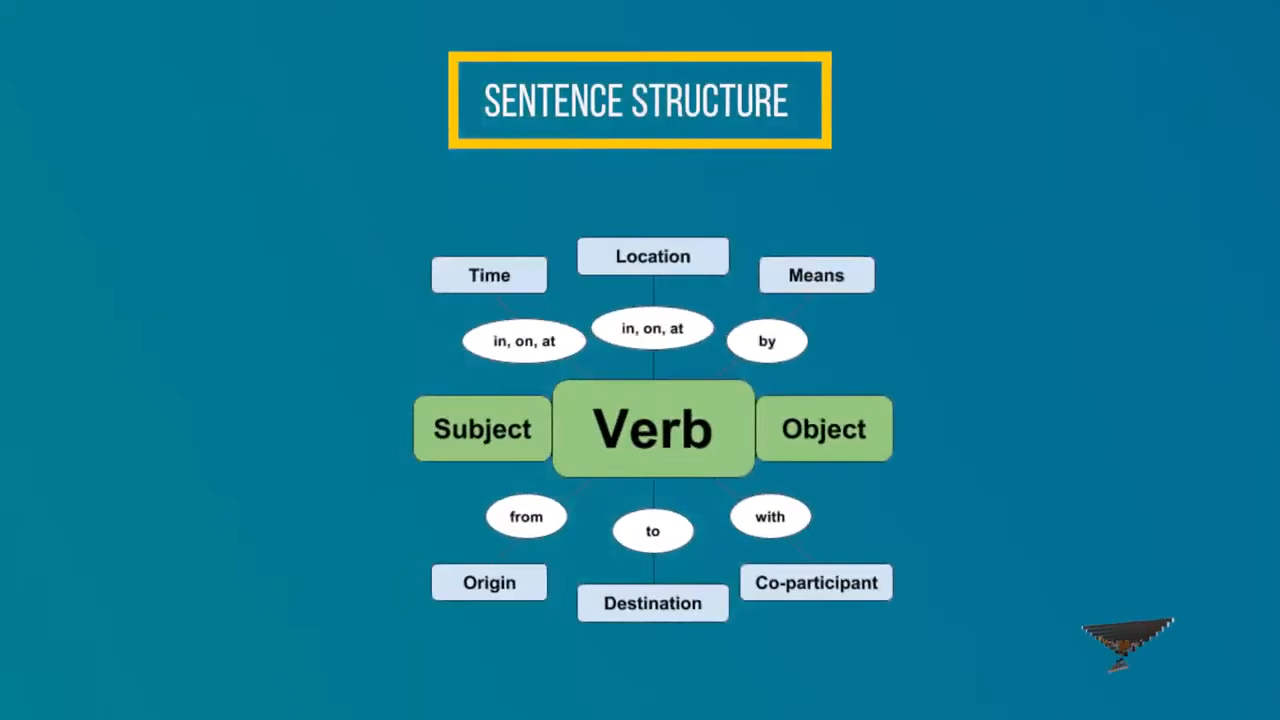 SENTENCE STRUCTURE
Time
Location
Means
in, on, at
in, on, at
by
Subject
Verb
Object
from
to
with
Origin
Destination
Co-participant